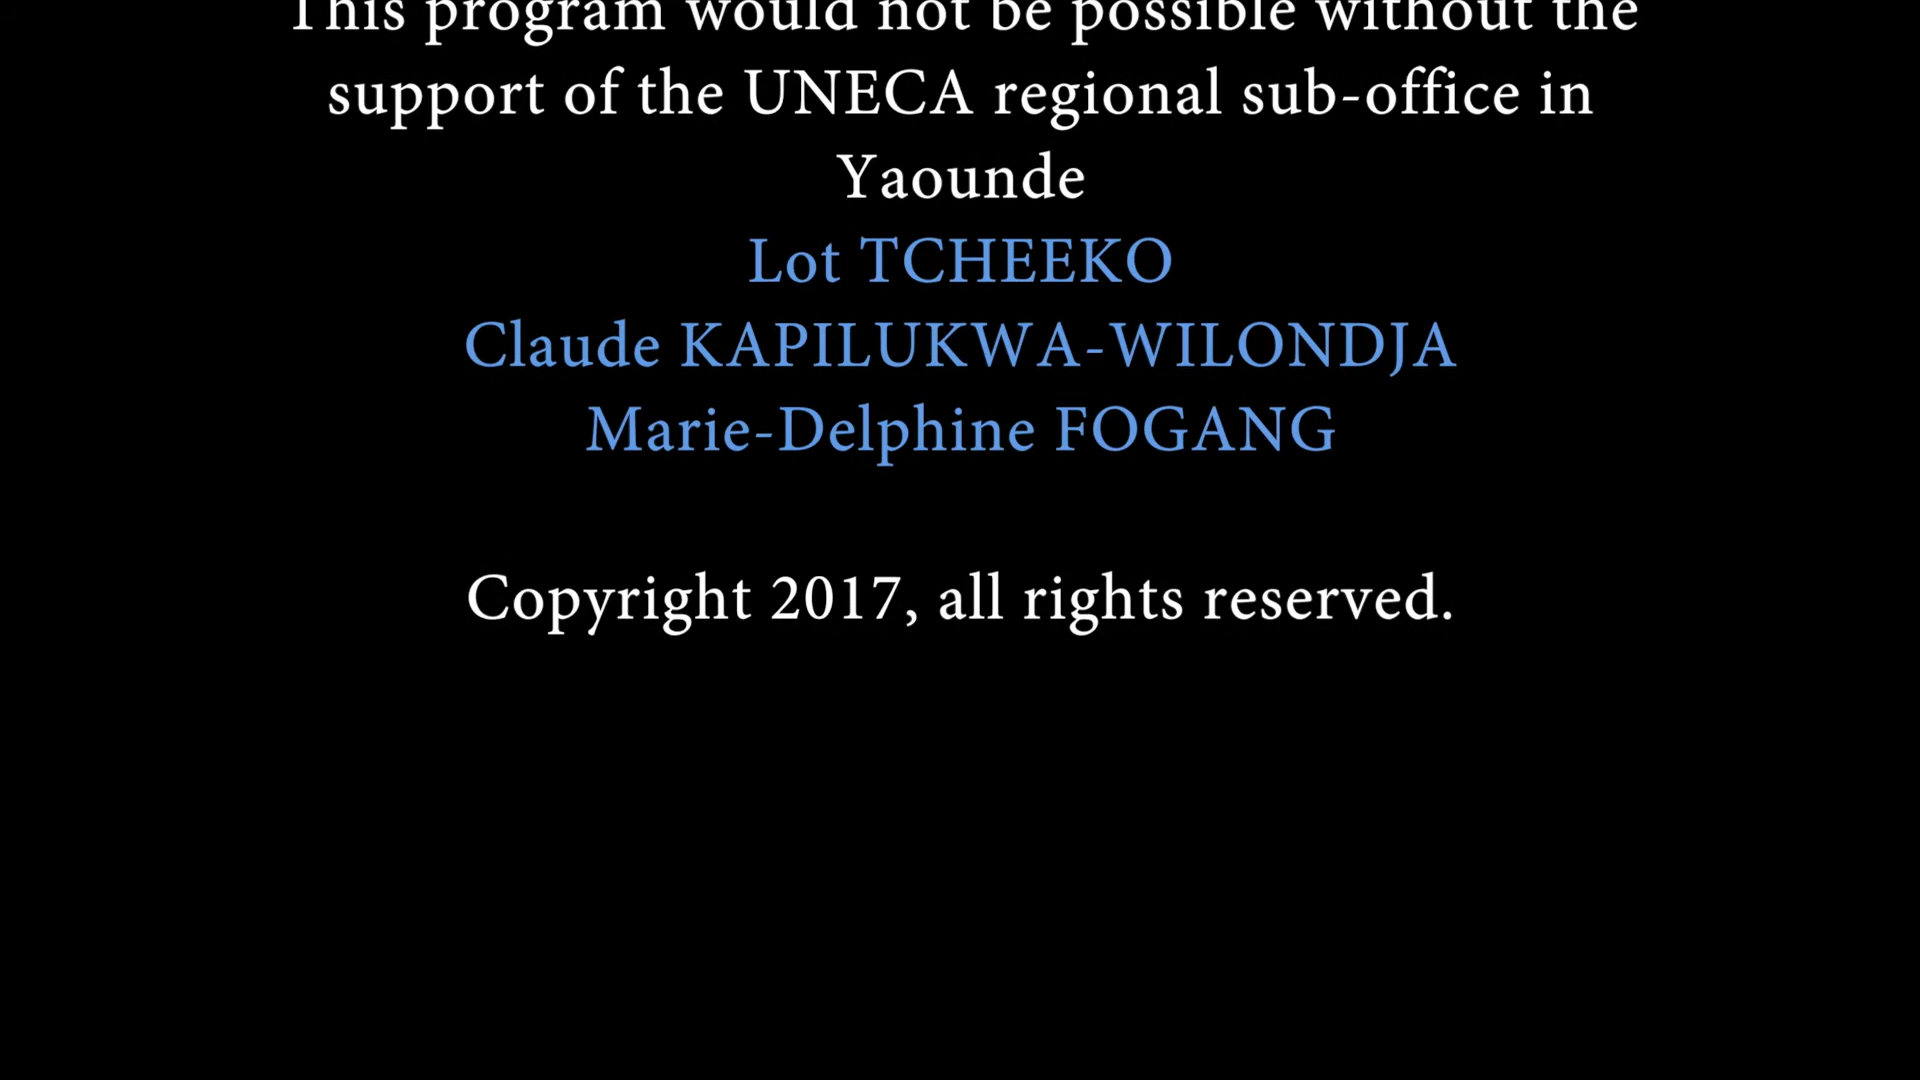 This program would not be possible without the
support of the UNECA regional sub-office in
Yaounde
Lot TCHEEKO
Claude KAPILUKWA-WILONDJA
Marie-Delphine FOGANG
Copyright 2017, all rights reserved.